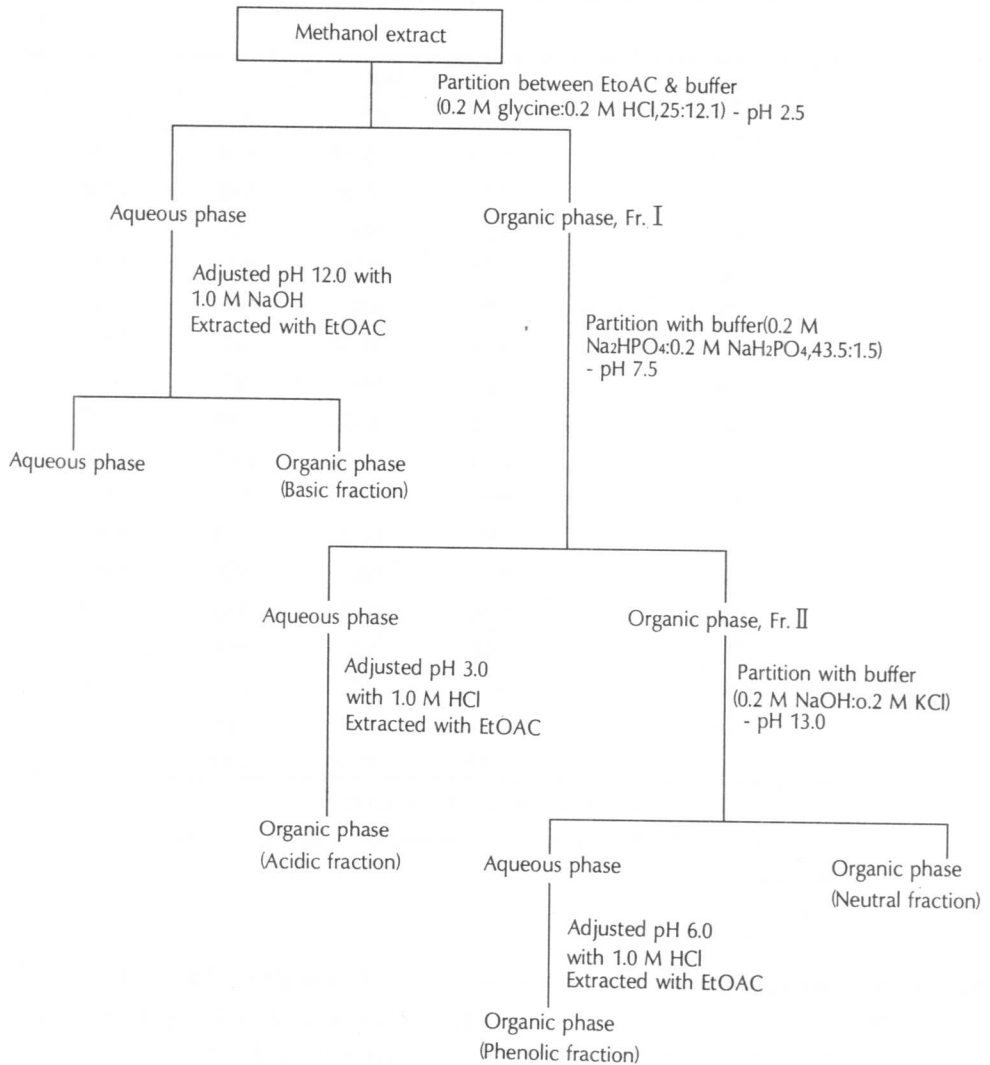 Methanol extract
Partition between EtoAC & buffer
(0.2 M glycine:0.2 M HCl,25:12.1) - pH 2.5
Aqueous phase
Organic phase, Fr. I
Adjusted pH 12.0 with
1.0 M NaOH
Extracted with EtOAC
Partition with buffer(0.2 M
Na₂HPO₄:0.2 M NaH₂PO₄,43.5:1.5)
- pH 7.5
Aqueous phase
Organic phase
(Basic fraction)
Aqueous phase
Organic phase, Fr. II
Adjusted pH 3.0
with 1.0 M HCl
Extracted with EtOAC
Partition with buffer
(0.2 M NaOH:o.2 M KCl)
- pH 13.0
Organic phase
(Acidic fraction)
Aqueous phase
Organic phase
(Neutral fraction)
Adjusted pH 6.0
with 1.0 M HCl
Extracted with EtOAC
Organic phase
(Phenolic fraction)